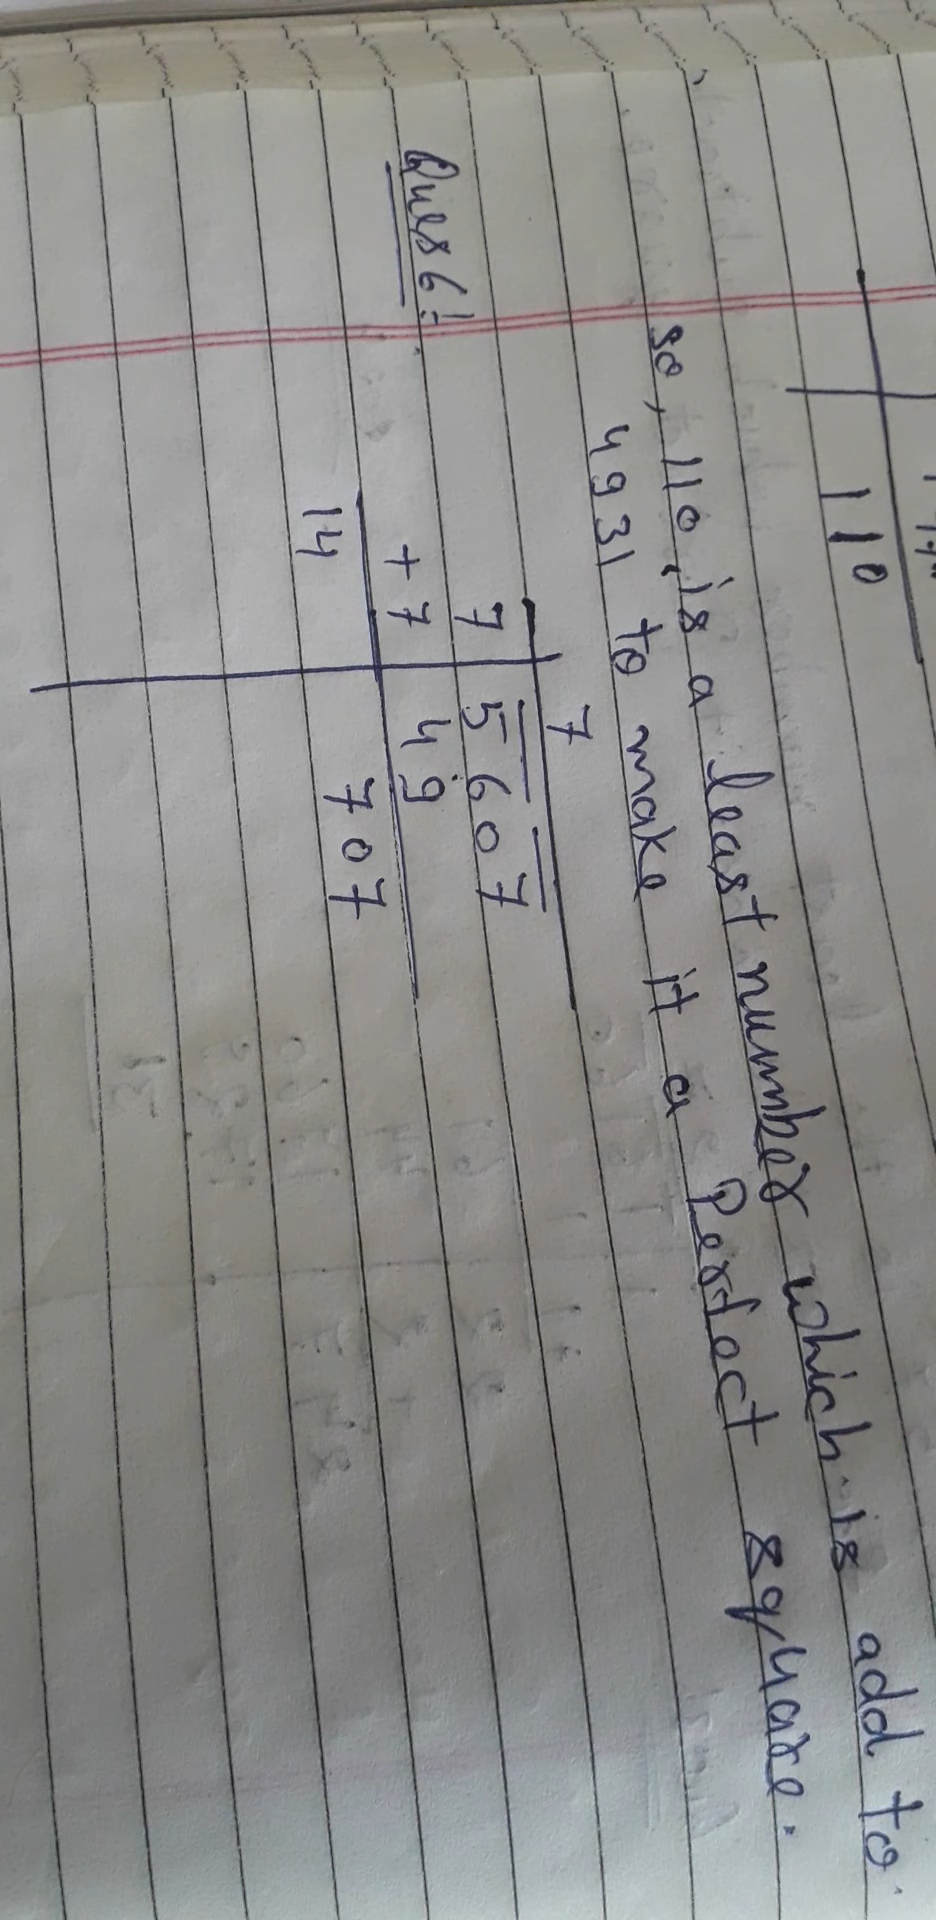 110
so, 110, is a least number which is add to.
4931 to make it a Perfect square.
Ques 6!
7
7 5607
+7 49
14 707